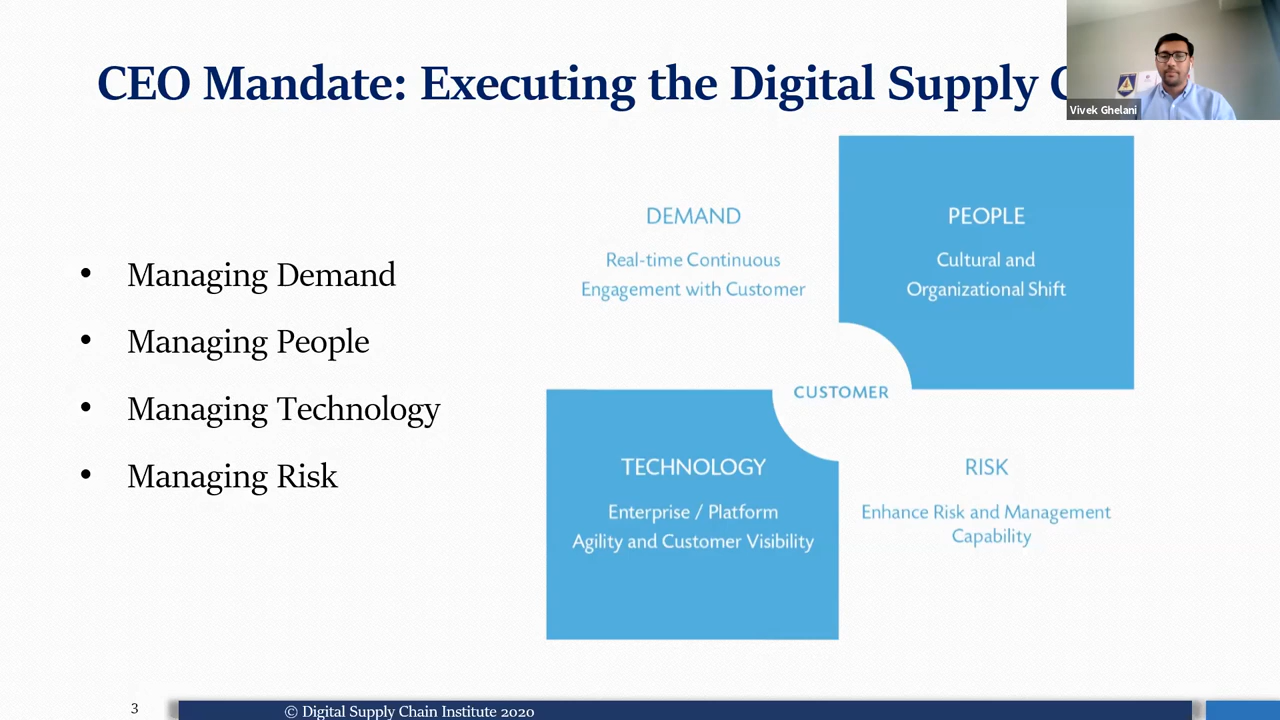 CEO Mandate: Executing the Digital Supply
Vivek Ghelani
• Managing Demand
• Managing People
• Managing Technology
• Managing Risk
DEMAND
Real-time Continuous
Engagement with Customer
PEOPLE
Cultural and
Organizational Shift
CUSTOMER
TECHNOLOGY
Enterprise / Platform
Agility and Customer Visibility
RISK
Enhance Risk and Management
Capability
3
© Digital Supply Chain Institute 2020